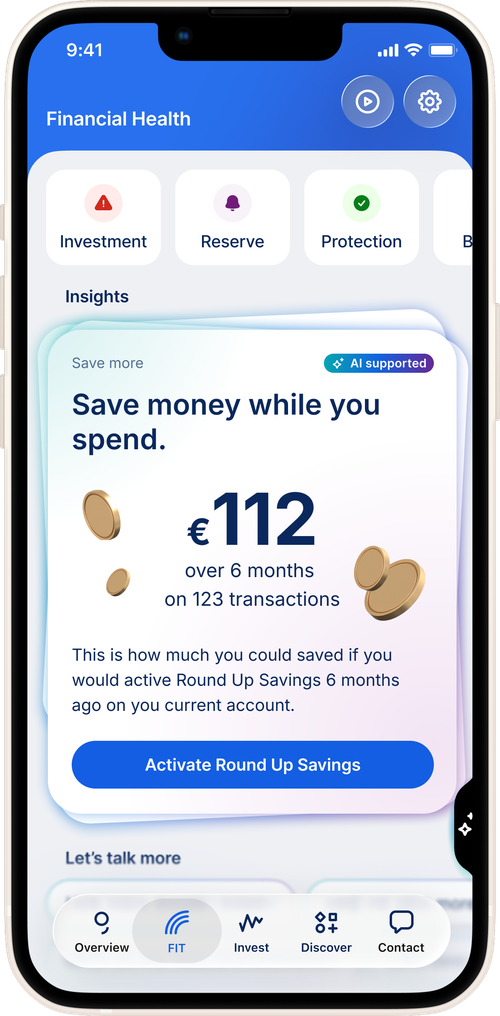 9:41
Financial Health
Investment
Reserve
Protection
B
Insights
Save more
AI supported
Save money while you
spend.
€112
over 6 months
on 123 transactions
This is how much you could saved if you
would active Round Up Savings 6 months
ago on you current account.
Activate Round Up Savings
Let's talk more
Overview
FIT
Invest
Discover
Contact